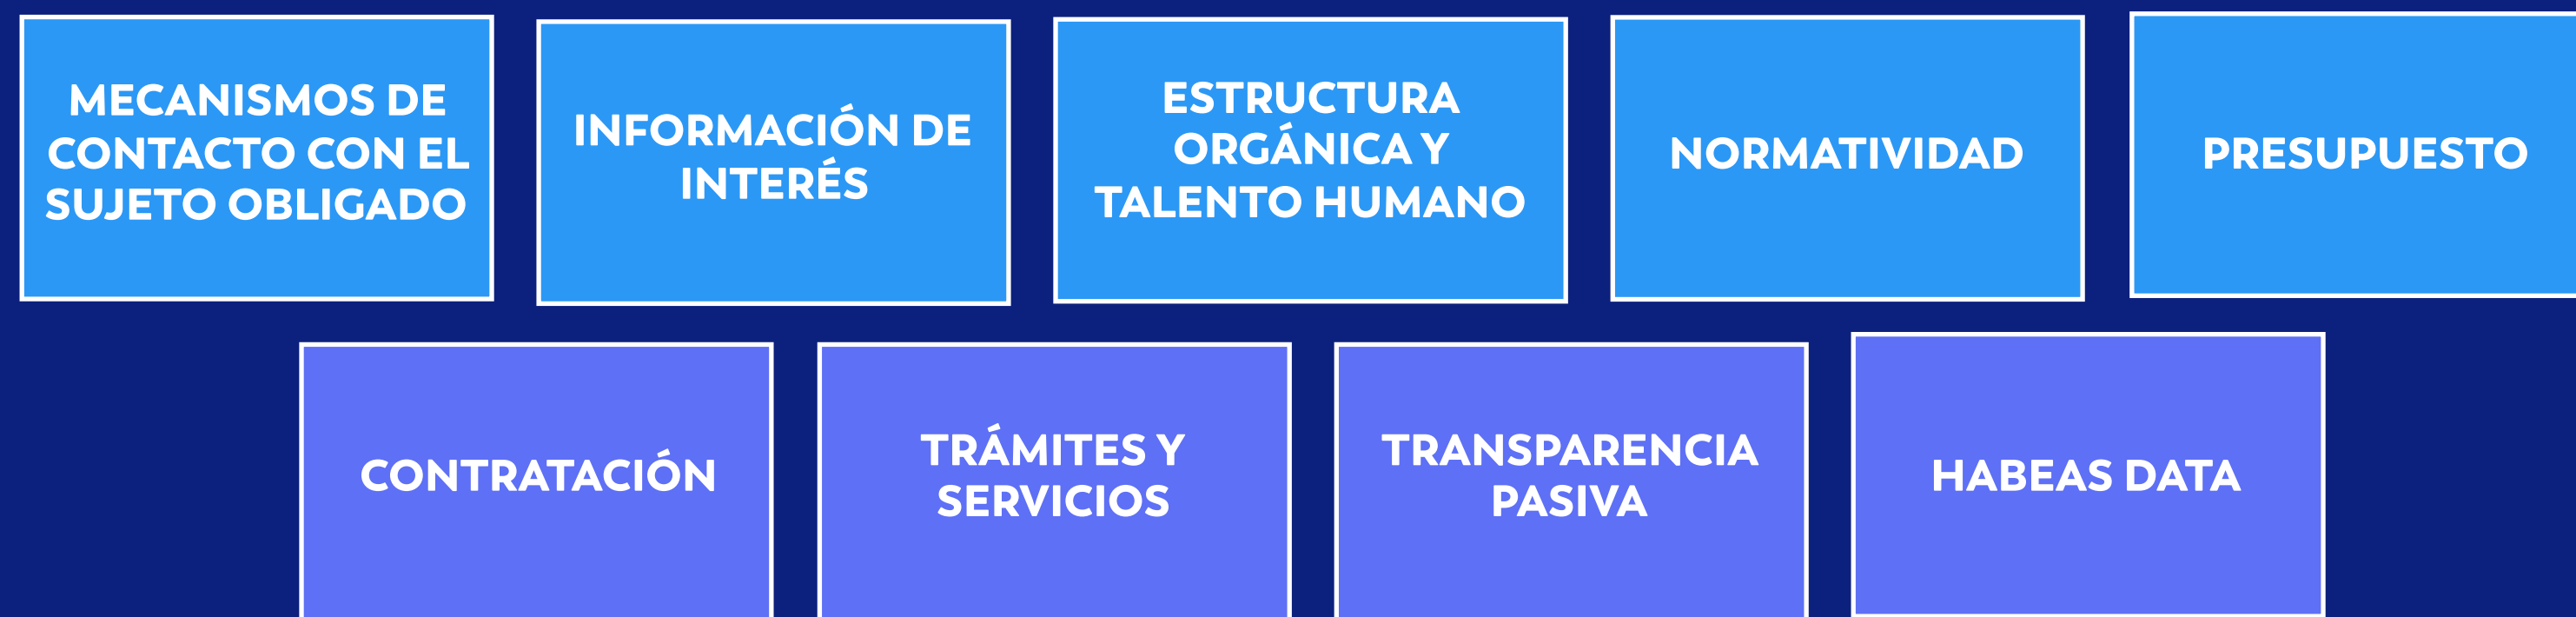 MECANISMOS DE
CONTACTO CON EL
SUJETO OBLIGADO
INFORMACIÓN DE
INTERÉS
ESTRUCTURA
ORGÁNICA Y
TALENTO HUMANO
NORMATIVIDAD
PRESUPUESTO
CONTRATACIÓN
TRÁMITES Y
SERVICIOS
TRANSPARENCIA
PASIVA
HABEAS DATA